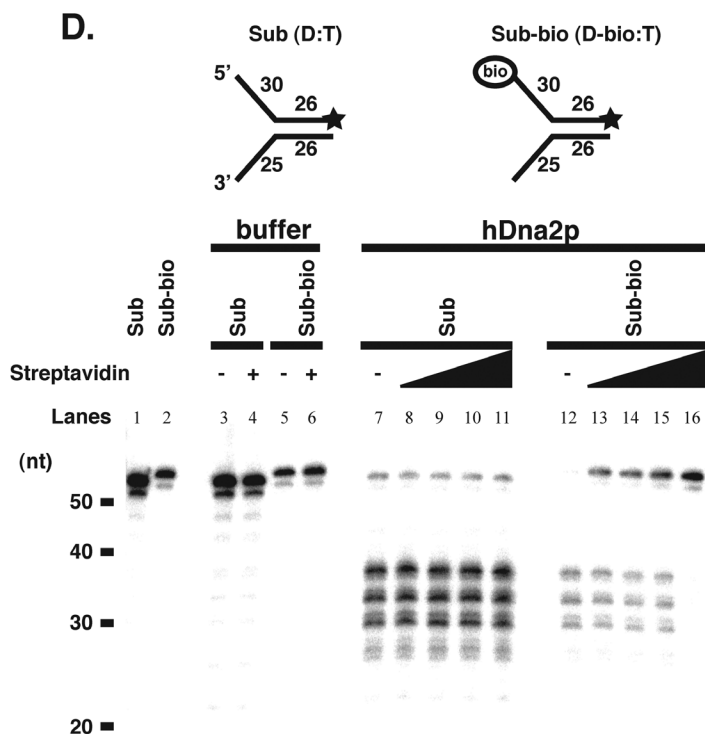 D.
Sub (D:T) Sub-bio (D-bio:T)
5’ 30 26 bio 30 26
3’ 25 26 25 26
buffer hDna2p
Sub Sub-bio Sub Sub-bio Sub Sub-bio
Streptavidin - + - + - -
Lanes 1 2 3 4 5 6 7 8 9 10 11 12 13 14 15 16
(nt)
50
40
30
20